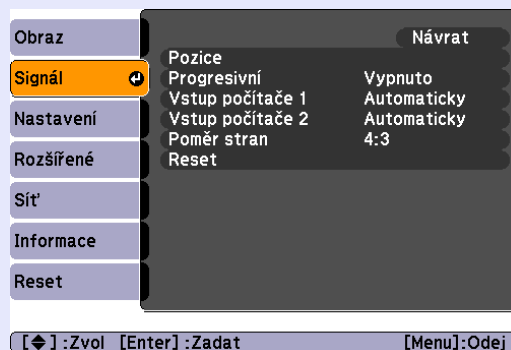 Obraz
Signál
Nastavení
Rozšířené
Síť
Informace
Reset
Návrat
Pozice
Progresivní Vypnuto
Vstup počítače 1 Automaticky
Vstup počítače 2 Automaticky
Poměr stran 4:3
Reset
[◆] :Zvol [Enter] :Zadat [Menu]:Odej